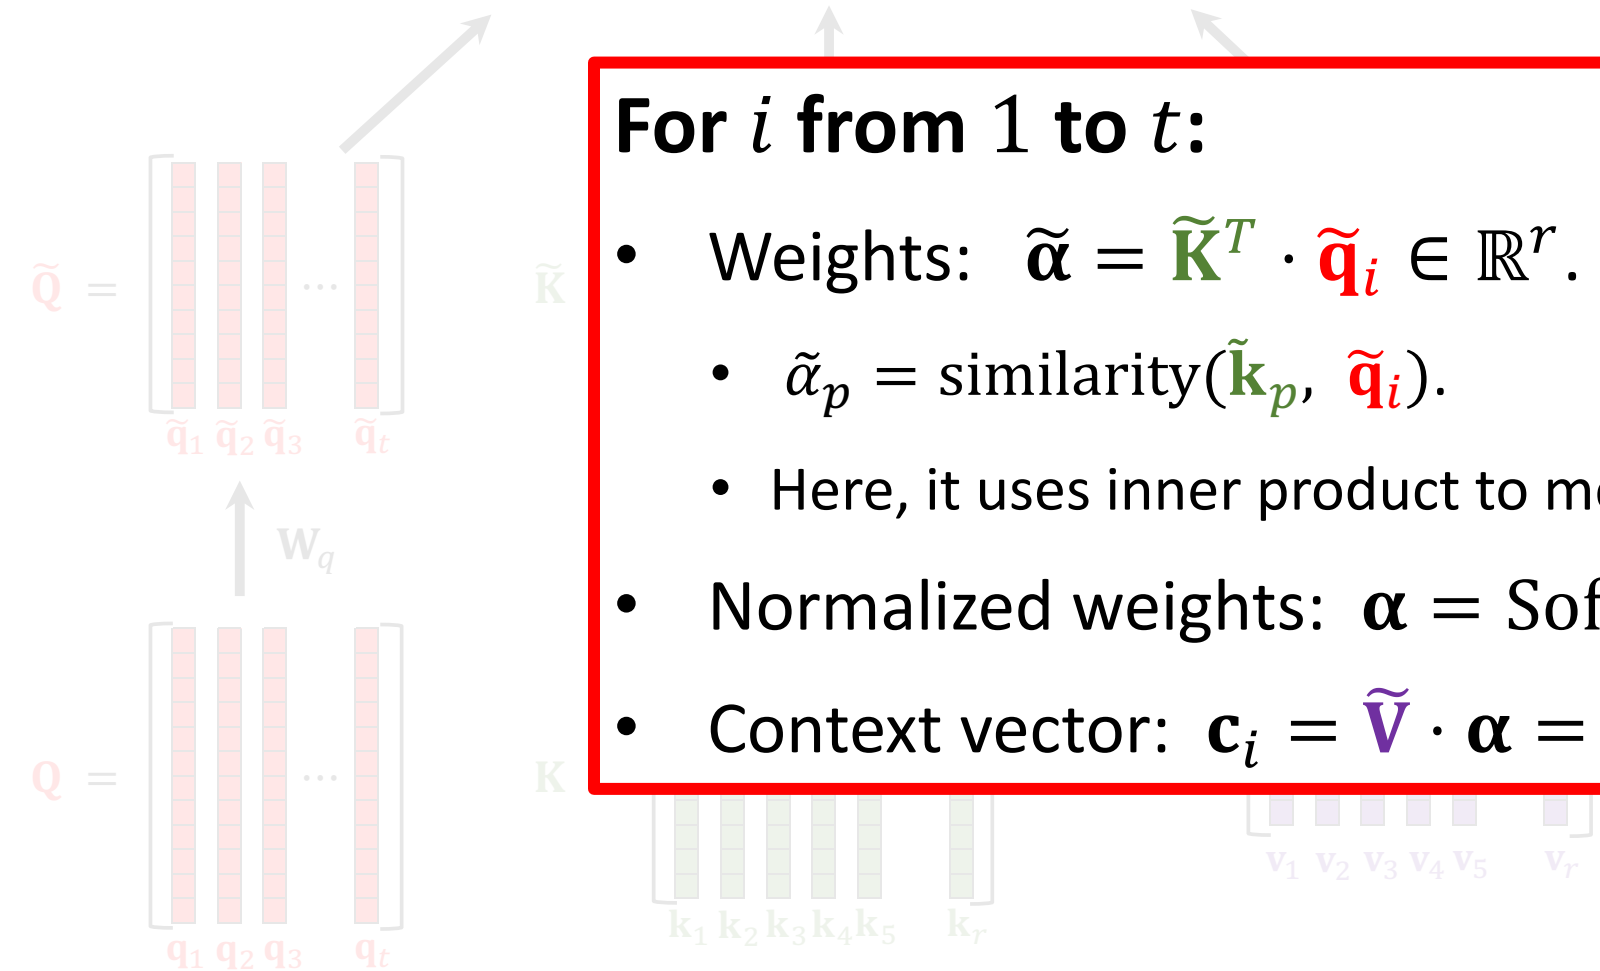 For i from 1 to t:
• Weights: α̃ = K̃ᵀ · q̃ᵢ ∈ ℝʳ.
• α̃ₚ = similarity(k̃ₚ, q̃ᵢ).
• Here, it uses inner product to
• Normalized weights: α =
• Context vector: cᵢ = Ṽ · α =
Q̃ = ⋯
K̃
q̃₁ q̃₂ q̃₃ q̃ₜ
W_q
Q = ⋯
K
v₁ v₂ v₃ v₄ v₅ vᵣ
k₁ k₂ k₃ k₄ k₅ kᵣ
q₁ q₂ q₃ qₜ